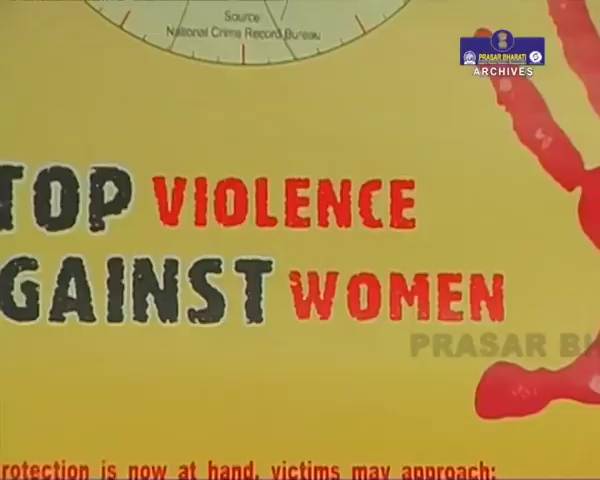 Source
National Crime Record Bureau
PRASAR BHARATI
ARCHIVES
TOP VIOLENCE
GAINST WOMEN
PRASAR BH
rotection is now at hand, victims may approach: